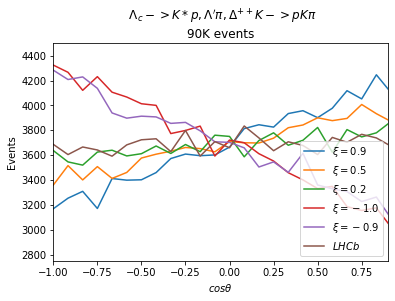 Λc −> K * p, Λ′π, Δ⁺⁺K −> pKπ
90K events
Events
4400
4200
4000
3800
3600
3400
3200
3000
2800
−1.00 −0.75 −0.50 −0.25 0.00 0.25 0.50 0.75
cosθ
ξ = 0.9
ξ = 0.5
ξ = 0.2
ξ = − 1.0
ξ = − 0.9
LHCb